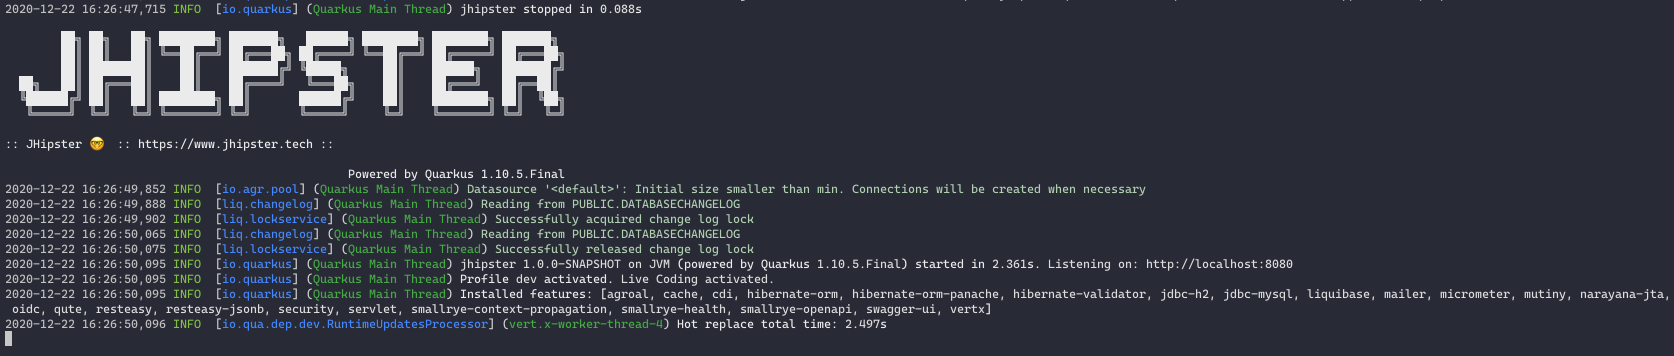 2020-12-22 16:26:47,715 INFO  [io.quarkus] (Quarkus Main Thread) jhipster stopped in 0.088s
JHIPSTER
:: JHipster 🤓  :: https://www.jhipster.tech ::
Powered by Quarkus 1.10.5.Final
2020-12-22 16:26:49,852 INFO  [io.agr.pool] (Quarkus Main Thread) Datasource '<default>': Initial size smaller than min. Connections will be created when necessary
2020-12-22 16:26:49,888 INFO  [liq.changelog] (Quarkus Main Thread) Reading from PUBLIC.DATABASECHANGELOG
2020-12-22 16:26:49,902 INFO  [liq.lockservice] (Quarkus Main Thread) Successfully acquired change log lock
2020-12-22 16:26:50,065 INFO  [liq.changelog] (Quarkus Main Thread) Reading from PUBLIC.DATABASECHANGELOG
2020-12-22 16:26:50,075 INFO  [liq.lockservice] (Quarkus Main Thread) Successfully released change log lock
2020-12-22 16:26:50,095 INFO  [io.quarkus] (Quarkus Main Thread) jhipster 1.0.0-SNAPSHOT on JVM (powered by Quarkus 1.10.5.Final) started in 2.361s. Listening on: http://localhost:8080
2020-12-22 16:26:50,095 INFO  [io.quarkus] (Quarkus Main Thread) Profile dev activated. Live Coding activated.
2020-12-22 16:26:50,095 INFO  [io.quarkus] (Quarkus Main Thread) Installed features: [agroal, cache, cdi, hibernate-orm, hibernate-orm-panache, hibernate-validator, jdbc-h2, jdbc-mysql, liquibase, mailer, micrometer, mutiny, narayana-jta,
oidc, qute, resteasy, resteasy-jsonb, security, servlet, smallrye-context-propagation, smallrye-health, smallrye-openapi, swagger-ui, vertx]
2020-12-22 16:26:50,096 INFO  [io.qua.dep.dev.RuntimeUpdatesProcessor] (vert.x-worker-thread-4) Hot replace total time: 2.497s